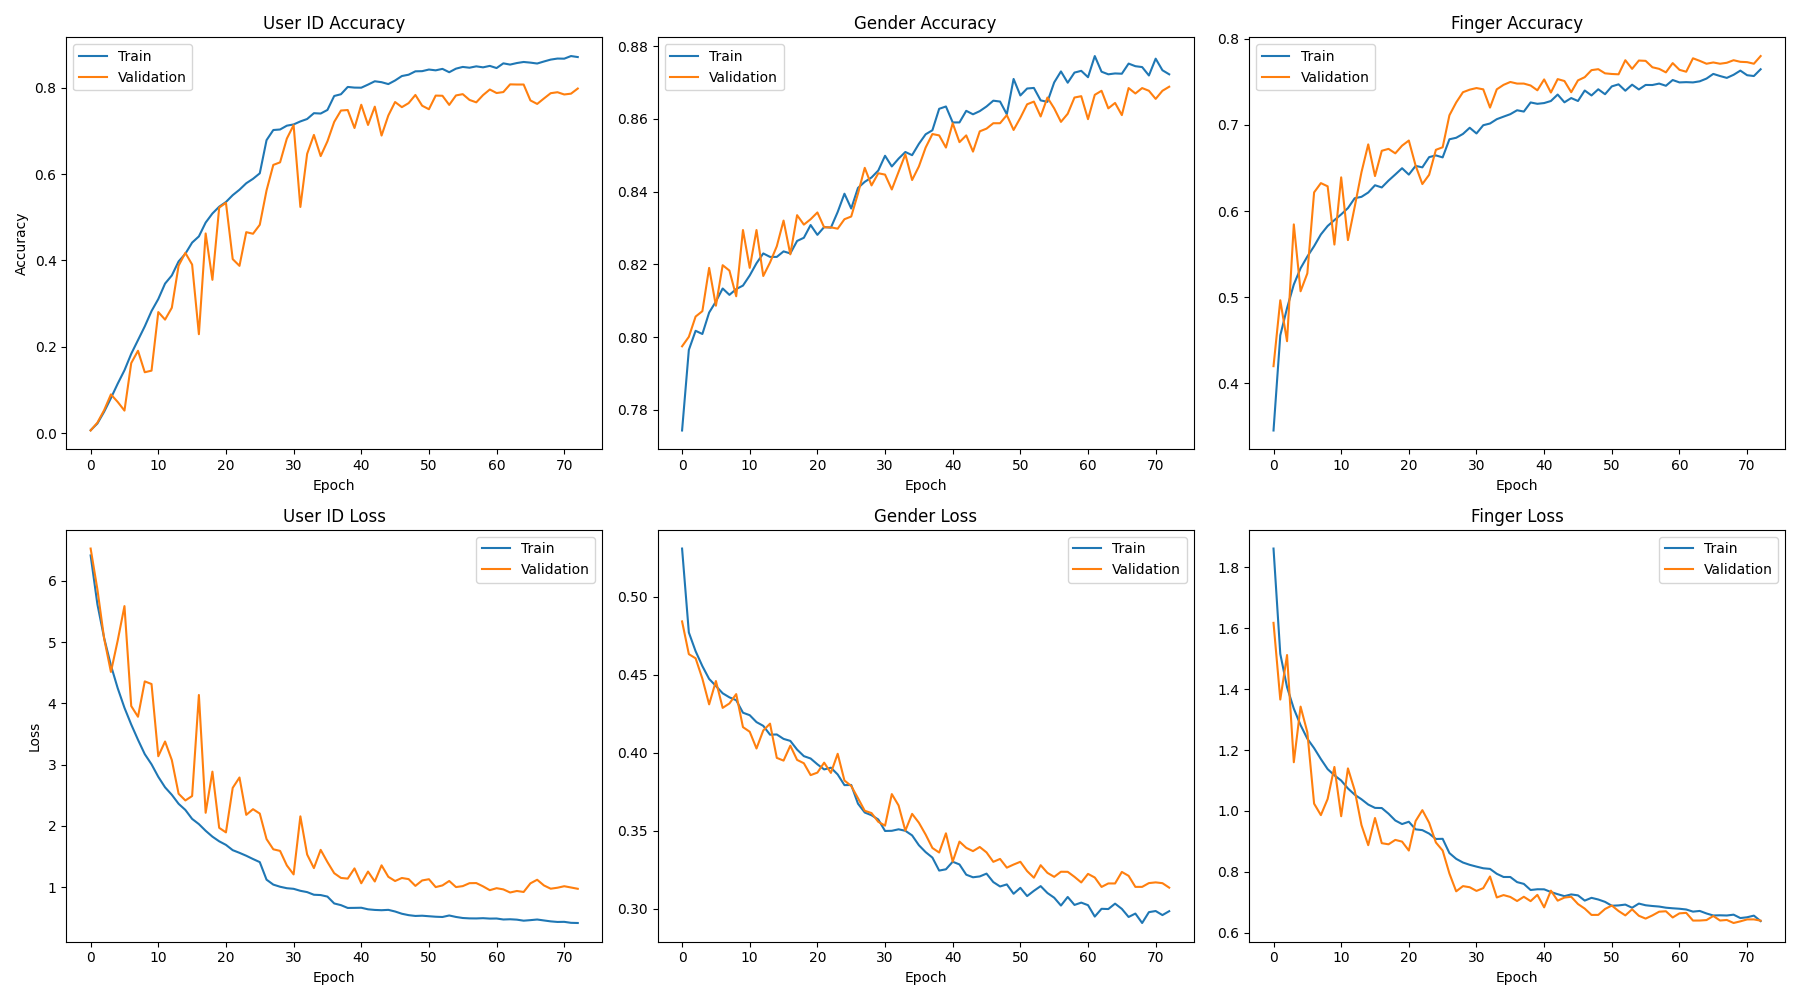 User ID Accuracy
Train
Validation
Accuracy
0.8
0.6
0.4
0.2
0.0
0 10 20 30 40 50 60 70
Epoch
Gender Accuracy
Train
Validation
0.88
0.86
0.84
0.82
0.80
0.78
0 10 20 30 40 50 60 70
Epoch
Finger Accuracy
Train
Validation
0.8
0.7
0.6
0.5
0.4
0 10 20 30 40 50 60 70
Epoch
User ID Loss
Train
Validation
Loss
6
5
4
3
2
1
0 10 20 30 40 50 60 70
Epoch
Gender Loss
Train
Validation
0.50
0.45
0.40
0.35
0.30
0 10 20 30 40 50 60 70
Epoch
Finger Loss
Train
Validation
1.8
1.6
1.4
1.2
1.0
0.8
0.6
0 10 20 30 40 50 60 70
Epoch